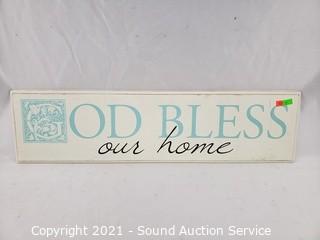 GOD BLESS
our home
Copyright 2021 - Sound Auction Service